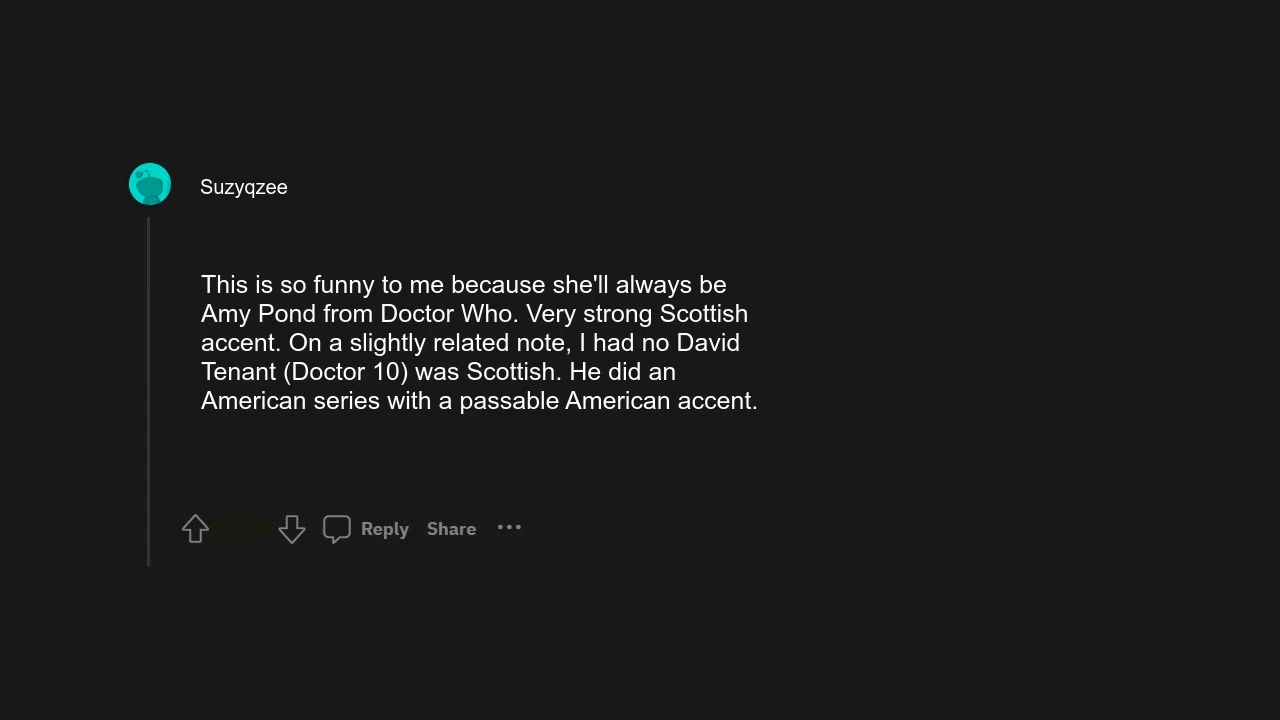 Suzyqzee
This is so funny to me because she'll always be
Amy Pond from Doctor Who. Very strong Scottish
accent. On a slightly related note, I had no David
Tenant (Doctor 10) was Scottish. He did an
American series with a passable American accent.
Reply Share